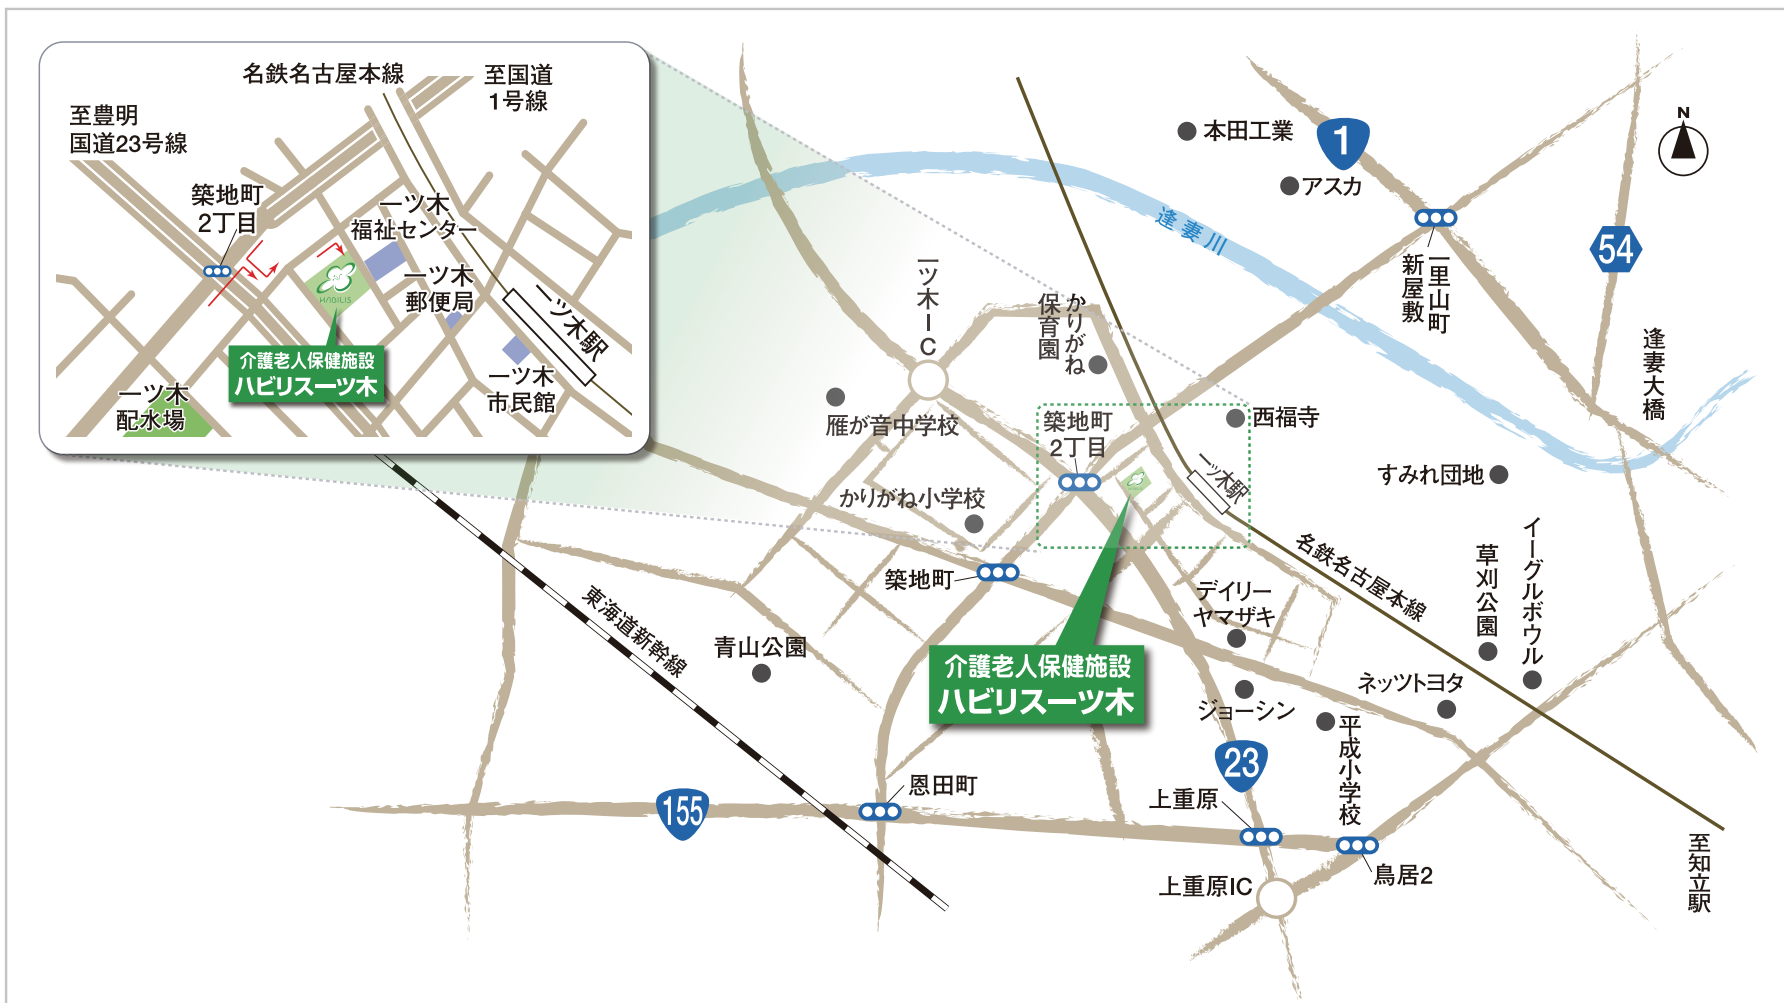 名鉄名古屋本線
至国道
1号線
至豊明
国道23号線
築地町
2丁目
一ツ木
福祉センター
一ツ木
郵便局
一ツ木駅
HABILIS
介護老人保健施設
ハビリス一ツ木
一ツ木
配水場
一ツ木
市民館
N
本田工業
1
アスカ
54
逢妻川
一里山町
新屋敷
逢妻大橋
一ツ木IC
かりがね
保育園
雁が音中学校
築地町
2丁目
西福寺
一ツ木駅
すみれ団地
かりがね小学校
名鉄名古屋本線
イーグルボウル
草刈公園
築地町
デイリー
ヤマザキ
東海道新幹線
青山公園
介護老人保健施設
ハビリス一ツ木
ネッツトヨタ
ジョーシン
平成小学校
23
恩田町
155
上重原
至知立駅
鳥居2
上重原IC